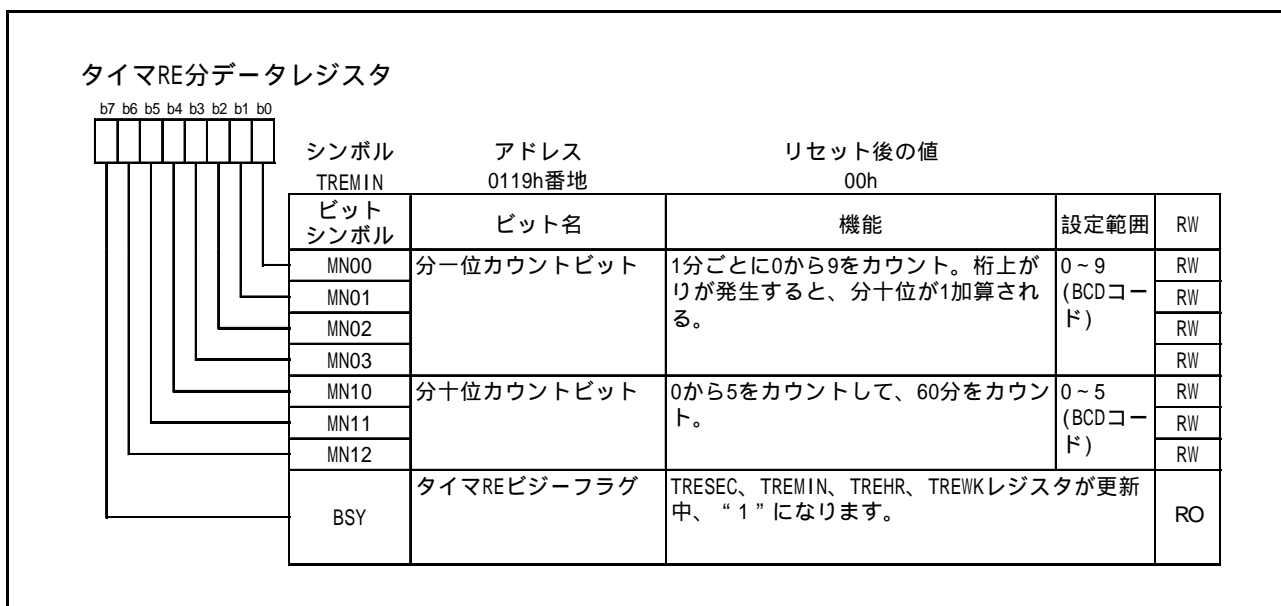 タイマRE分データレジスタ
b7 b6 b5 b4 b3 b2 b1 b0
シンボル アドレス リセット後の値
TREMIN 0119h番地 00h
ビット
シンボル ビット名 機能 設定範囲 RW
MN00 分一位カウントビット 1分ごとに0から9をカウント。桁上が 0~9 RW
MN01 りが発生すると、分十位が1加算され (BCDコー RW
MN02 る。 ド) RW
MN03 RW
MN10 分十位カウントビット 0から5をカウントして、60分をカウン 0~5 RW
MN11 ト。 (BCDコー RW
MN12 ド) RW
タイマREビジーフラグ TRESEC、TREMIN、TREHR、TREWKレジスタが更新
BSY 中、“1”になります。 RO